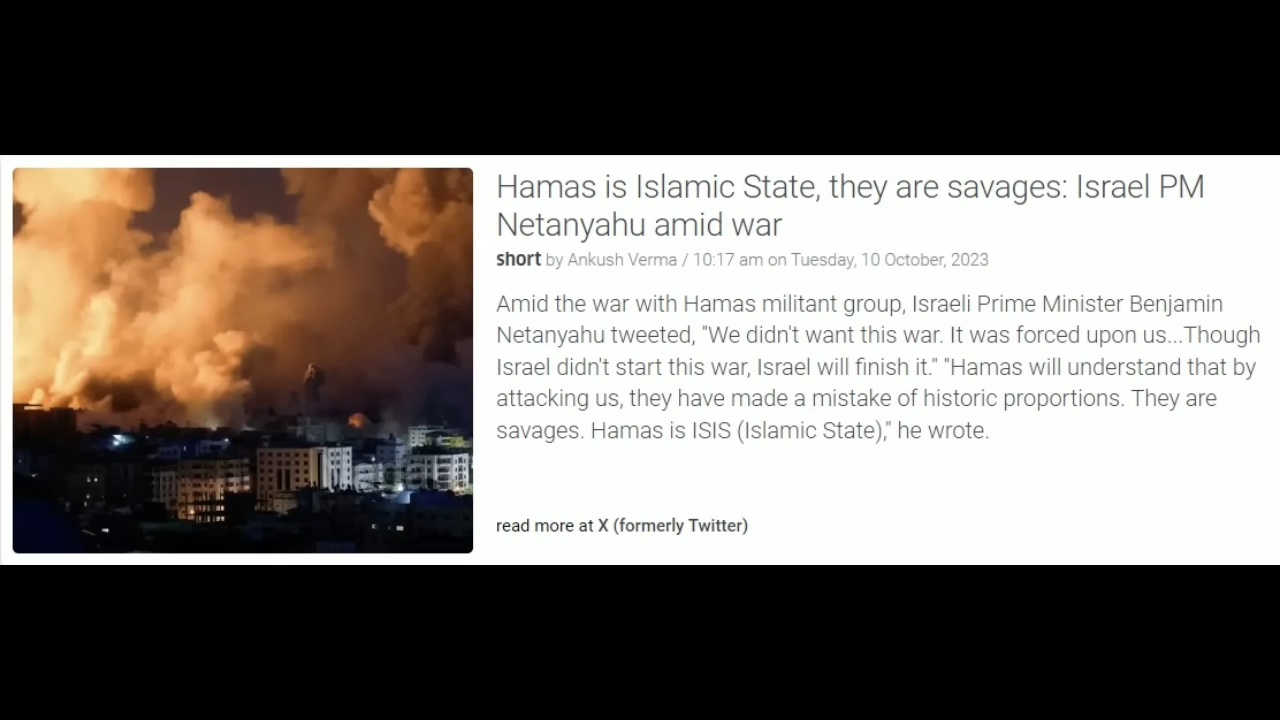 Hamas is Islamic State, they are savages: Israel PM
Netanyahu amid war
short by Ankush Verma / 10:17 am on Tuesday, 10 October, 2023
Amid the war with Hamas militant group, Israeli Prime Minister Benjamin
Netanyahu tweeted, "We didn't want this war. It was forced upon us...Though
Israel didn't start this war, Israel will finish it." "Hamas will understand that by
attacking us, they have made a mistake of historic proportions. They are
savages. Hamas is ISIS (Islamic State)," he wrote.
read more at X (formerly Twitter)